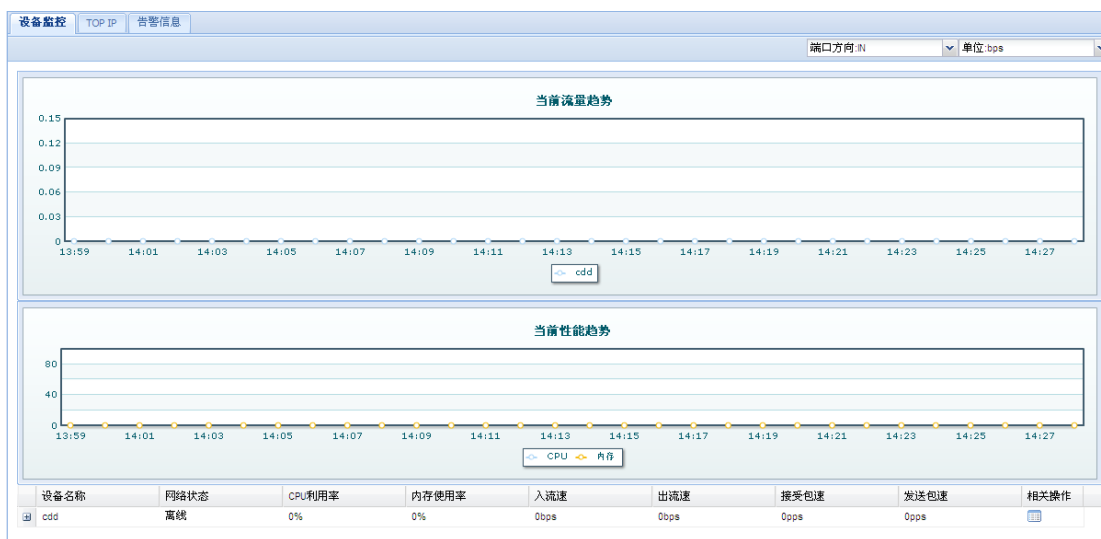 设备监控 TOP IP 告警信息
端口方向:IN 单位:bps
当前流量趋势
0.15
0.12
0.09
0.06
0.03
0
13:59 14:01 14:03 14:05 14:07 14:09 14:11 14:13 14:15 14:17 14:19 14:21 14:23 14:25 14:27
cdd
当前性能趋势
80
40
0
13:59 14:01 14:03 14:05 14:07 14:09 14:11 14:13 14:15 14:17 14:19 14:21 14:23 14:25 14:27
CPU 内存
设备名称 网络状态 CPU利用率 内存使用率 入流速 出流速 接受包速 发送包速 相关操作
cdd 离线 0% 0% 0bps 0bps 0pps 0pps